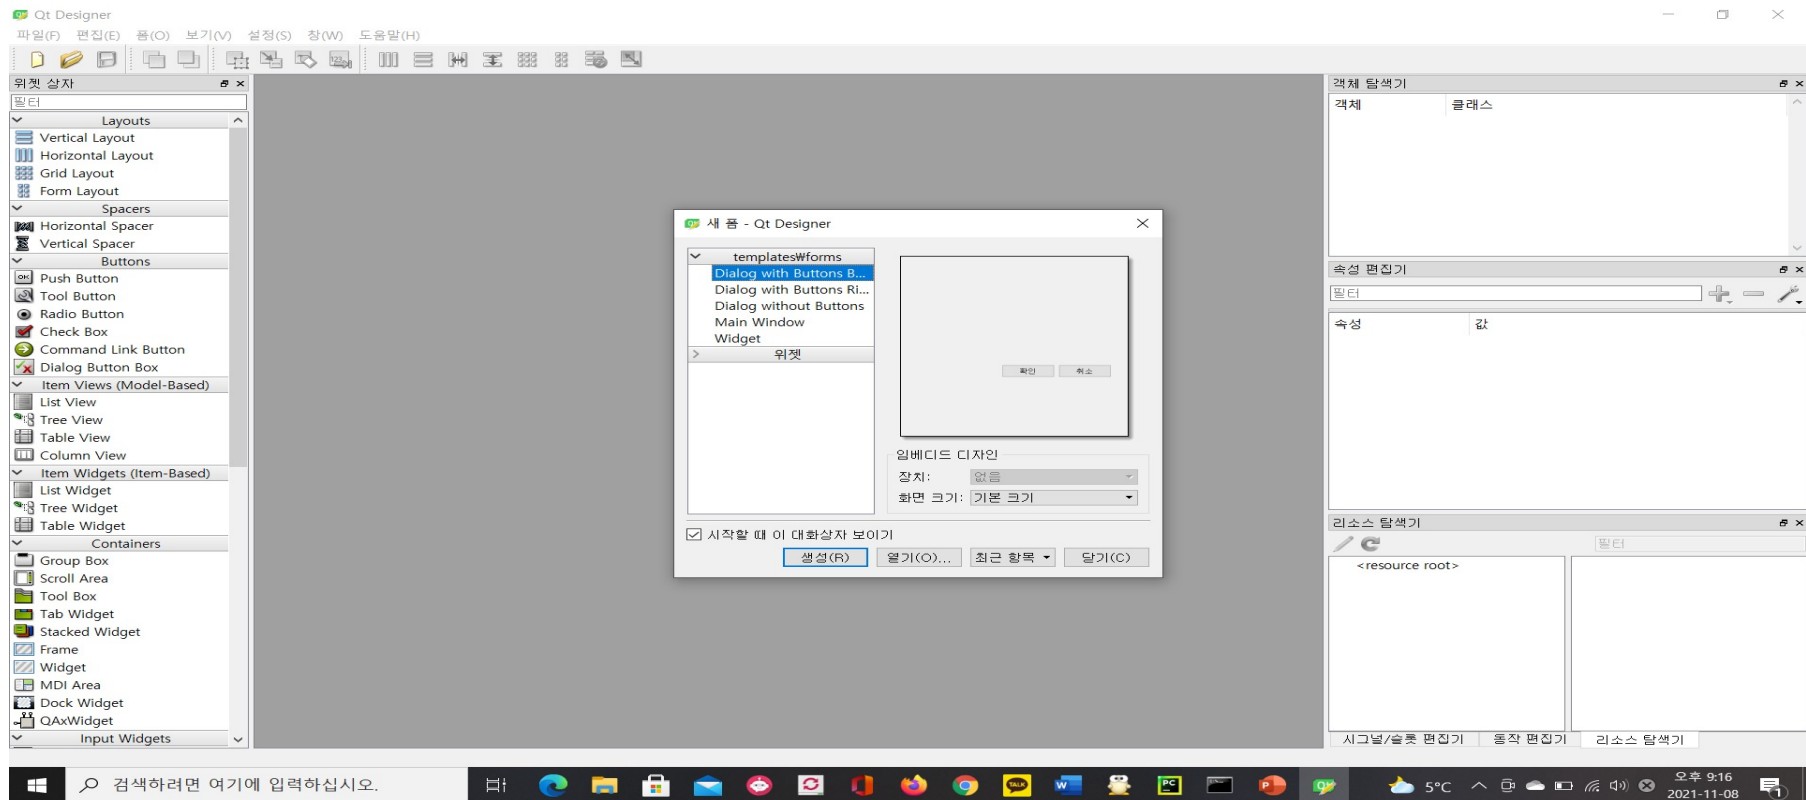 Qt Designer
파일(F) 편집(E) 폼(O) 보기(V) 설정(S) 창(W) 도움말(H)
위젯 상자
필터
Layouts
Vertical Layout
Horizontal Layout
Grid Layout
Form Layout
Spacers
Horizontal Spacer
Vertical Spacer
Buttons
Push Button
Tool Button
Radio Button
Check Box
Command Link Button
Dialog Button Box
Item Views (Model-Based)
List View
Tree View
Table View
Column View
Item Widgets (Item-Based)
List Widget
Tree Widget
Table Widget
Containers
Group Box
Scroll Area
Tool Box
Tab Widget
Stacked Widget
Frame
Widget
MDI Area
Dock Widget
QAxWidget
Input Widgets
새 폼 - Qt Designer
templates₩forms
Dialog with Buttons B...
Dialog with Buttons Ri...
Dialog without Buttons
Main Window
Widget
위젯
확인 취소
임베디드 디자인
장치: 없음
화면 크기: 기본 크기
시작할 때 이 대화상자 보이기
생성(R) 열기(O)... 최근 항목 닫기(C)
객체 탐색기
객체 클래스
속성 편집기
필터
속성 값
리소스 탐색기
필터
<resource root>
시그널/슬롯 편집기 동작 편집기 리소스 탐색기
검색하려면 여기에 입력하십시오.
TALK
W
PC
P
5°C
오후 9:16
2021-11-08
1